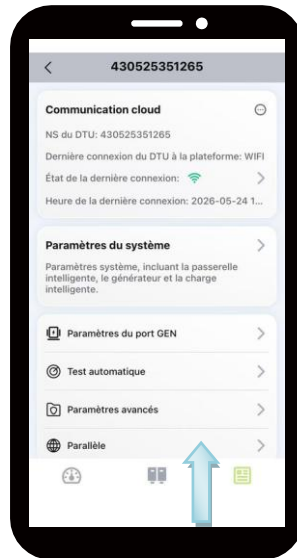 430525351265
Communication cloud
NS du DTU: 430525351265
Dernière connexion du DTU à la plateforme: WIFI
État de la dernière connexion:
Heure de la dernière connexion: 2026-05-24 1...
Paramètres du système
Paramètres système, incluant la passerelle
intelligente, le générateur et la charge
intelligente.
Paramètres du port GEN
Test automatique
Paramètres avancés
Parallèle